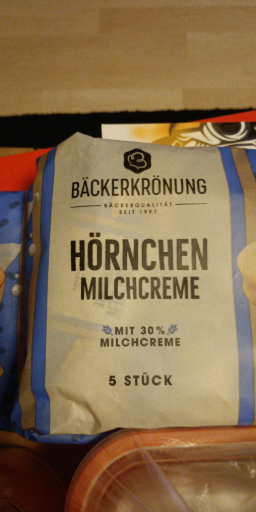 BÄCKERKRÖNUNG
BÄCKERQUALITÄT
SEIT 1997
HÖRNCHEN
MILCHCREME
MIT 30%
MILCHCREME
5 STÜCK